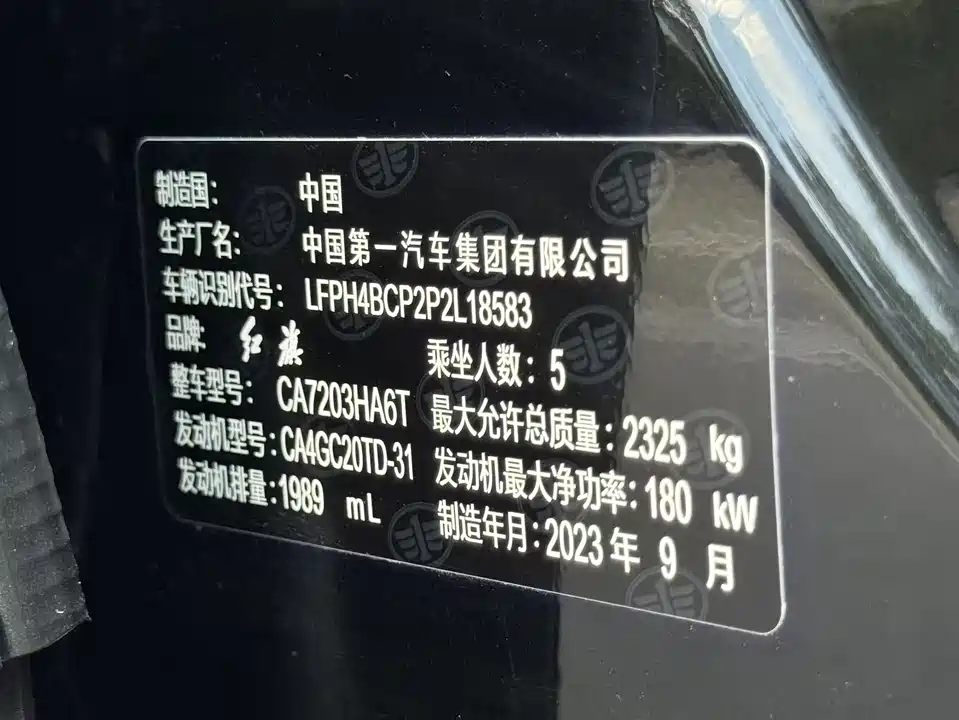 制造国： 中国
生产厂名： 中国第一汽车集团有限公司
车辆识别代号： LFPH4BCP2P2L18583
品牌： 红旗 乘坐人数： 5
整车型号： CA7203HA6T 最大允许总质量： 2325 kg
发动机型号：CA4GC20TD-31 发动机最大净功率：180 kW
发动机排量：1989 mL 制造年月：2023年 9 月